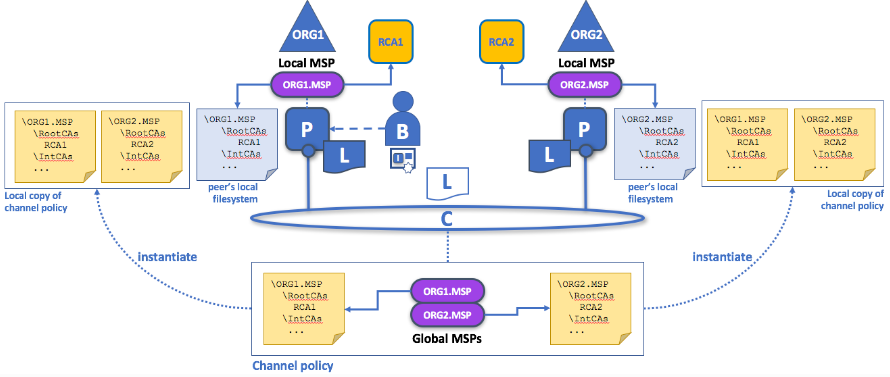 ORG1
RCA1
Local MSP
ORG1.MSP
RCA2
ORG2
Local MSP
ORG2.MSP
\ORG1.MSP
\RootCAs
RCA1
\IntCAs
...
\ORG2.MSP
\RootCAs
RCA2
\IntCAs
...
Local copy of
channel policy
\ORG1.MSP
\RootCAs
RCA1
\IntCAs
...
peer's local
filesystem
P
L
B
L
P
L
\ORG2.MSP
\RootCAs
RCA2
\IntCAs
...
peer's local
filesystem
\ORG1.MSP
\RootCAs
RCA1
\IntCAs
...
\ORG2.MSP
\RootCAs
RCA2
\IntCAs
...
Local copy of
channel policy
C
instantiate
instantiate
\ORG1.MSP
\RootCAs
RCA1
\IntCAs
...
ORG1.MSP
ORG2.MSP
Global MSPs
\ORG2.MSP
\RootCAs
RCA2
\IntCAs
...
Channel policy